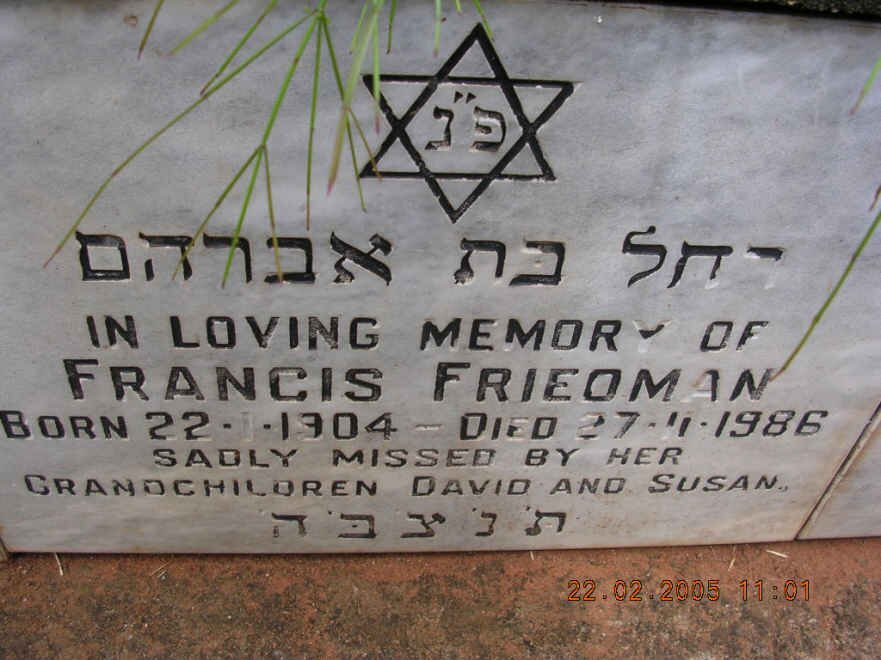 פ"נ
רחל בת אברהם
IN LOVING MEMORY OF
FRANCIS FRIEDMAN
BORN 22·1·1904 – DIED 27·11·1986
SADLY MISSED BY HER
GRANDCHILDREN DAVID AND SUSAN.
ת' נ' צ' ב' ה'
22.02.2005 11:01